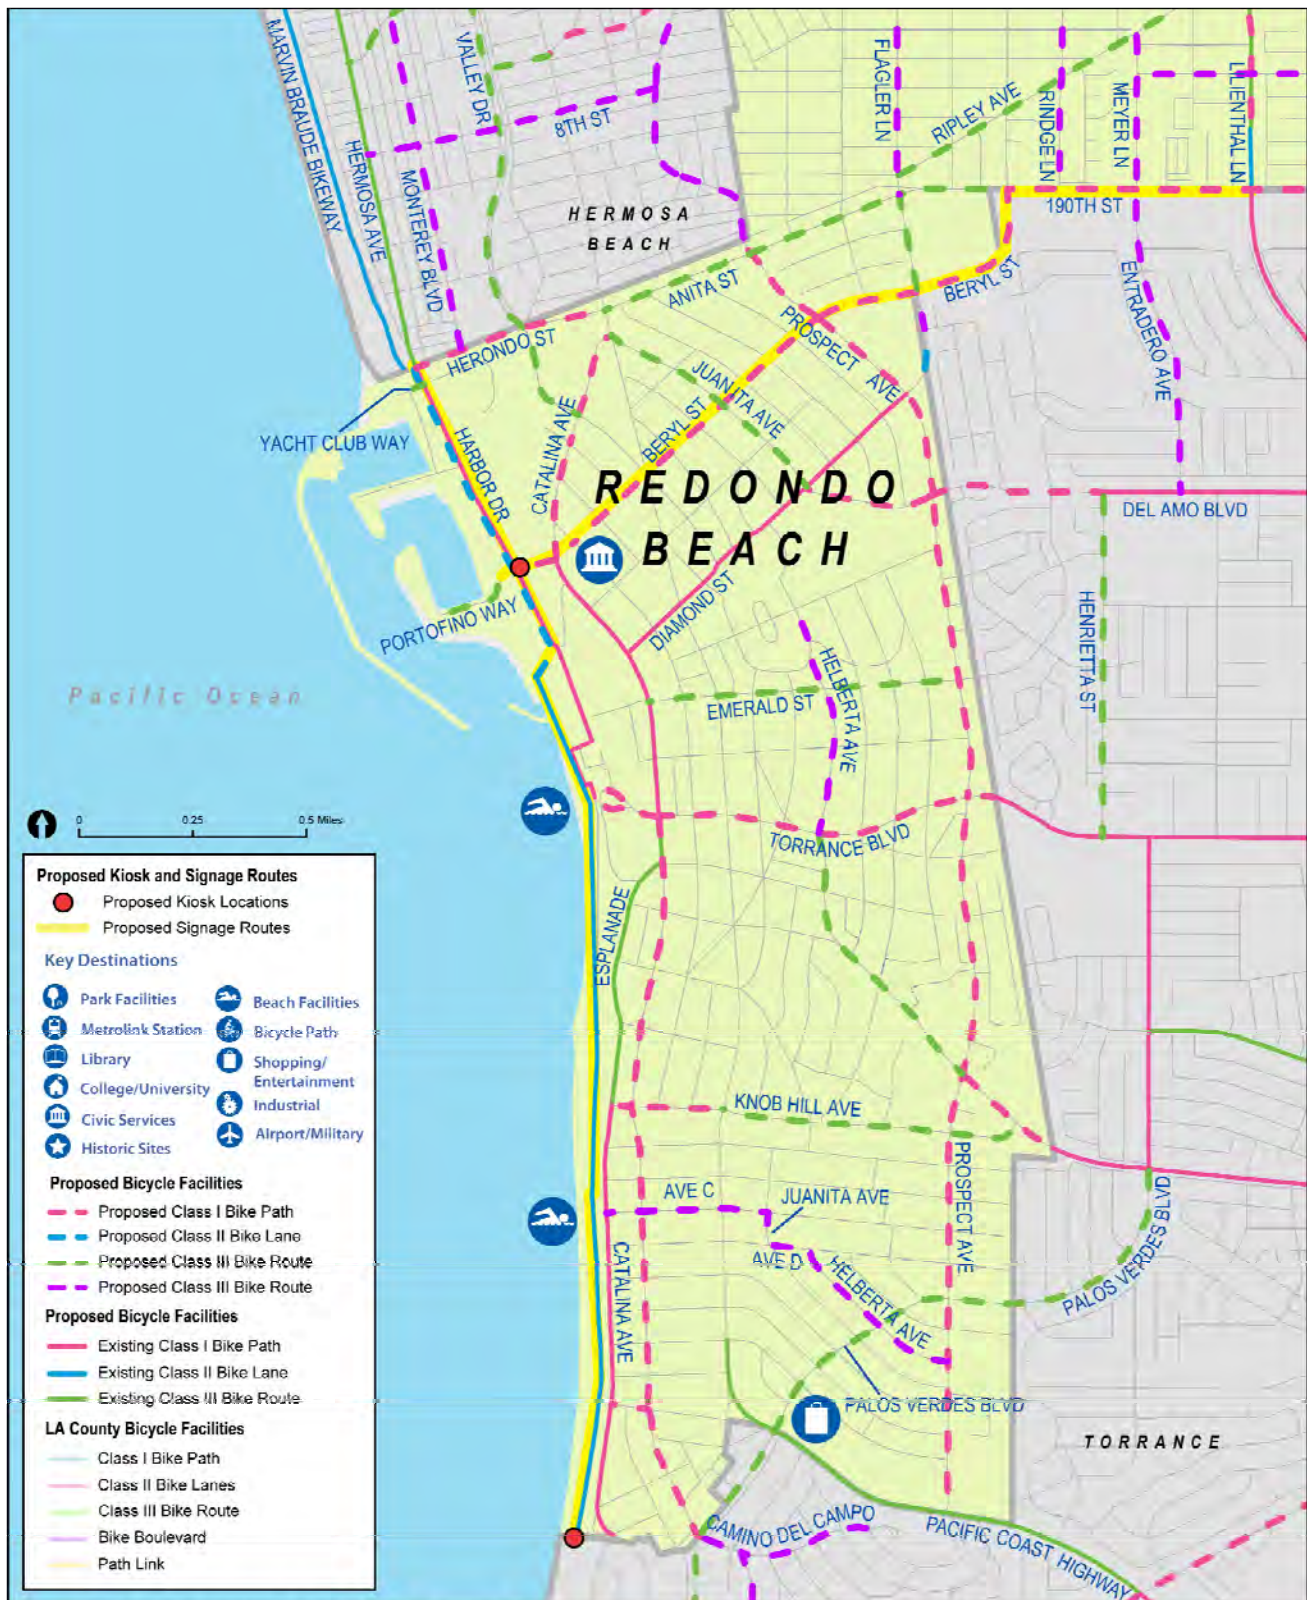 MARVIN BRAUDE BIKEWAY
HERMOSA AVE
MONTEREY BLVD
VALLEY DR
8TH ST
HERMOSA
BEACH
FLAGLER LN
RIPLEY AVE
RINDGE LN
MEYER LN
LILIENTHAL LN
190TH ST
ANITA ST
BERYL ST
ENTRADERO AVE
PROSPECT AVE
HERONDO ST
JUANITA AVE
YACHT CLUB WAY
HARBOR DR
CATALINA AVE
BERYL ST
REDONDO
BEACH
DEL AMO BLVD
PORTOFINO WAY
DIAMOND ST
HENRIETTA ST
HELBERTA AVE
EMERALD ST
Pacific Ocean
TORRANCE BLVD
0 0.25 0.5 Miles
ESPLANADE
KNOB HILL AVE
PROSPECT AVE
AVE C
JUANITA AVE
AVE D
HELBERTA AVE
PALOS VERDES BLVD
CATALINA AVE
PALOS VERDES BLVD
TORRANCE
CAMINO DEL CAMPO
PACIFIC COAST HIGHWAY
Proposed Kiosk and Signage Routes
Proposed Kiosk Locations
Proposed Signage Routes
Key Destinations
Park Facilities
Metrolink Station
Library
College/University
Civic Services
Historic Sites
Beach Facilities
Bicycle Path
Shopping/
Entertainment
Industrial
Airport/Military
Proposed Bicycle Facilities
Proposed Class I Bike Path
Proposed Class II Bike Lane
Proposed Class III Bike Route
Proposed Class III Bike Route
Proposed Bicycle Facilities
Existing Class I Bike Path
Existing Class II Bike Lane
Existing Class III Bike Route
LA County Bicycle Facilities
Class I Bike Path
Class II Bike Lanes
Class III Bike Route
Bike Boulevard
Path Link